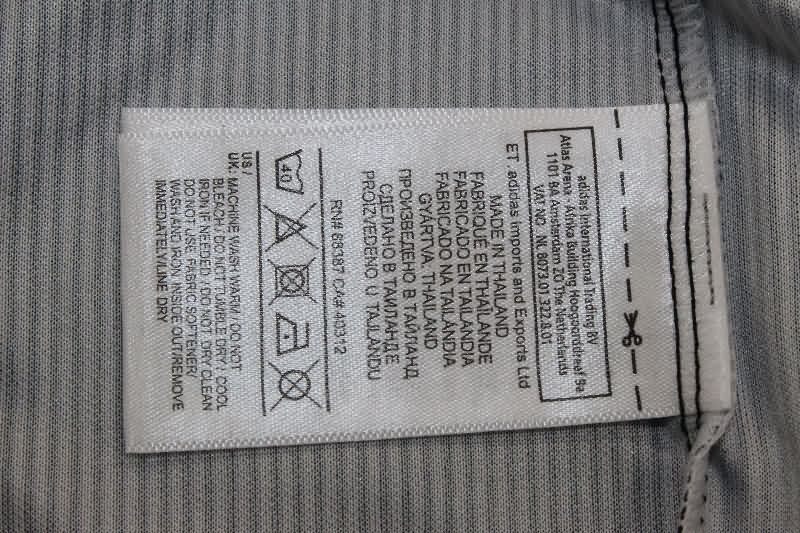 adidas International Trading BV
Atlas Arena - Afrika Building Hoogoorddreef 9a
1101 BA Amsterdam ZO The Netherlands
VAT NO. NL 8073.01.322.B.01
ET adidas Imports and Exports Ltd
MADE IN THAILAND
FABRIQUE EN THAÏLANDE
FABRICADO EN TAILANDIA
FABRICADO NA TAILÂNDIA
GYÁRTVA: THAILAND
ПРОИЗВЕДЕНО В ТАЙЛАНД
СДЕЛАНО В ТАИЛАНДЕ
PROIZVEDENO U TAJLANDU
RN# 88387 CA# 40312
40
US /
UK: MACHINE WASH WARM / DO NOT
BLEACH / DO NOT TUMBLE DRY / COOL
IRON IF NEEDED / DO NOT DRY CLEAN
DO NOT USE FABRIC SOFTENER/
WASH AND IRON INSIDE OUT/REMOVE
IMMEDIATELY/LINE DRY